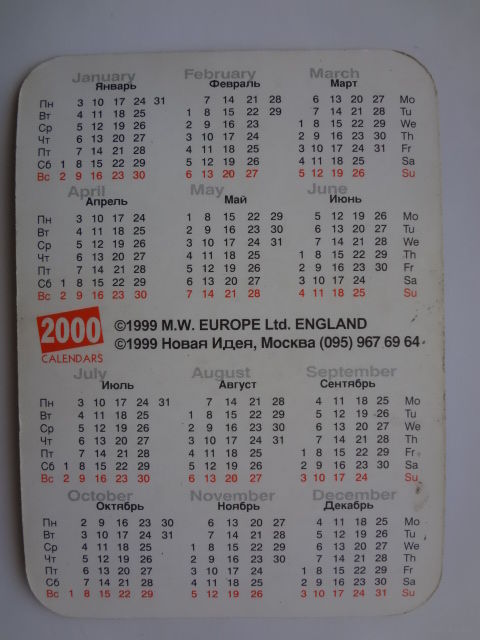 January February March
Январь Февраль Март
Пн 3 10 17 24 31 7 14 21 28 6 13 20 27 Mo
Вт 4 11 18 25 1 8 15 22 29 7 14 21 28 Tu
Ср 5 12 19 26 2 9 16 23 1 8 15 22 29 We
Чт 6 13 20 27 3 10 17 24 2 9 16 23 30 Th
Пт 7 14 21 28 4 11 18 25 3 10 17 24 31 Fr
Сб 1 8 15 22 29 5 12 19 26 4 11 18 25 Sa
Вс 2 9 16 23 30 6 13 20 27 5 12 19 26 Su
April May June
Апрель Май Июнь
Пн 3 10 17 24 1 8 15 22 29 5 12 19 26 Mo
Вт 4 11 18 25 2 9 16 23 30 6 13 20 27 Tu
Ср 5 12 19 26 3 10 17 24 31 7 14 21 28 We
Чт 6 13 20 27 4 11 18 25 1 8 15 22 29 Th
Пт 7 14 21 28 5 12 19 26 2 9 16 23 30 Fr
Сб 1 8 15 22 29 6 13 20 27 3 10 17 24 Sa
Вс 2 9 16 23 30 7 14 21 28 4 11 18 25 Su
2000 ©1999 M.W. EUROPE Ltd. ENGLAND
CALENDARS ©1999 Новая Идея, Москва (095) 967 69 64
July August September
Июль Август Сентябрь
Пн 3 10 17 24 31 7 14 21 28 4 11 18 25 Mo
Вт 4 11 18 25 1 8 15 22 29 5 12 19 26 Tu
Ср 5 12 19 26 2 9 16 23 30 6 13 20 27 We
Чт 6 13 20 27 3 10 17 24 31 7 14 21 28 Th
Пт 7 14 21 28 4 11 18 25 1 8 15 22 29 Fr
Сб 1 8 15 22 29 5 12 19 26 2 9 16 23 30 Sa
Вс 2 9 16 23 30 6 13 20 27 3 10 17 24 Su
October November December
Октябрь Ноябрь Декабрь
Пн 2 9 16 23 30 6 13 20 27 4 11 18 25 Mo
Вт 3 10 17 24 31 7 14 21 28 5 12 19 26 Tu
Ср 4 11 18 25 1 8 15 22 29 6 13 20 27 We
Чт 5 12 19 26 2 9 16 23 30 7 14 21 28 Th
Пт 6 13 20 27 3 10 17 24 1 8 15 22 29 Fr
Сб 7 14 21 28 4 11 18 25 2 9 16 23 30 Sa
Вс 1 8 15 22 29 5 12 19 26 3 10 17 24 31 Su